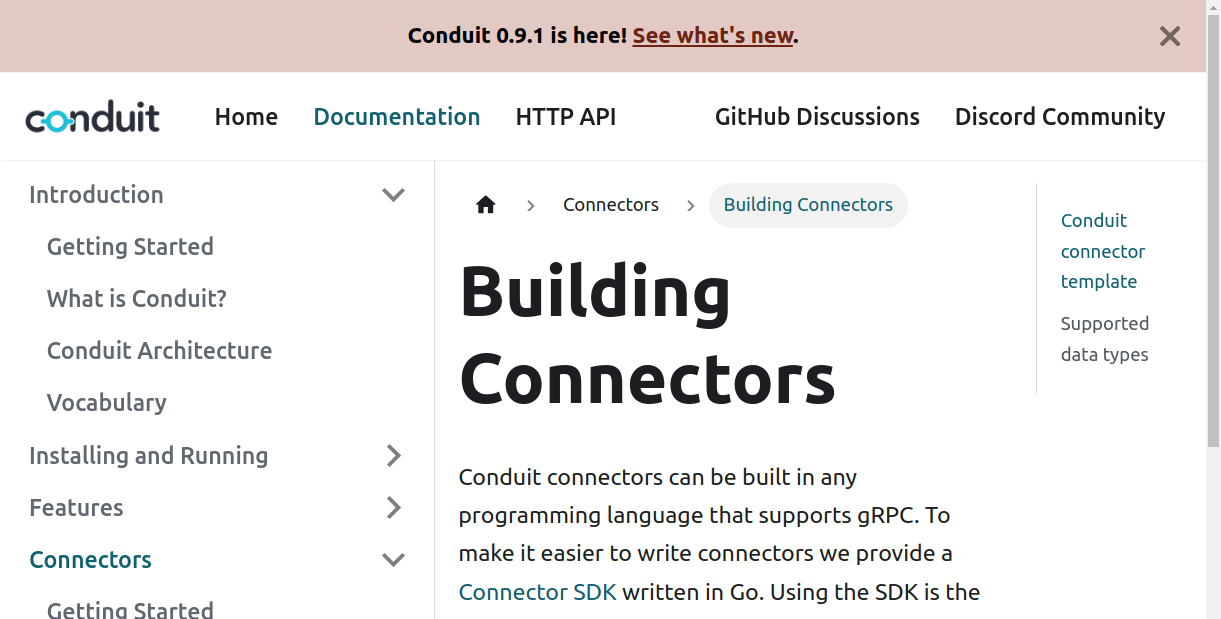 Conduit 0.9.1 is here! See what's new.
conduit
Home
Documentation
HTTP API
GitHub Discussions
Discord Community
Introduction
Getting Started
What is Conduit?
Conduit Architecture
Vocabulary
Installing and Running
Features
Connectors
Getting Started
Connectors
Building Connectors
Building
Connectors
Conduit connectors can be built in any
programming language that supports gRPC. To
make it easier to write connectors we provide a
Connector SDK written in Go. Using the SDK is the
Conduit
connector
template
Supported
data types